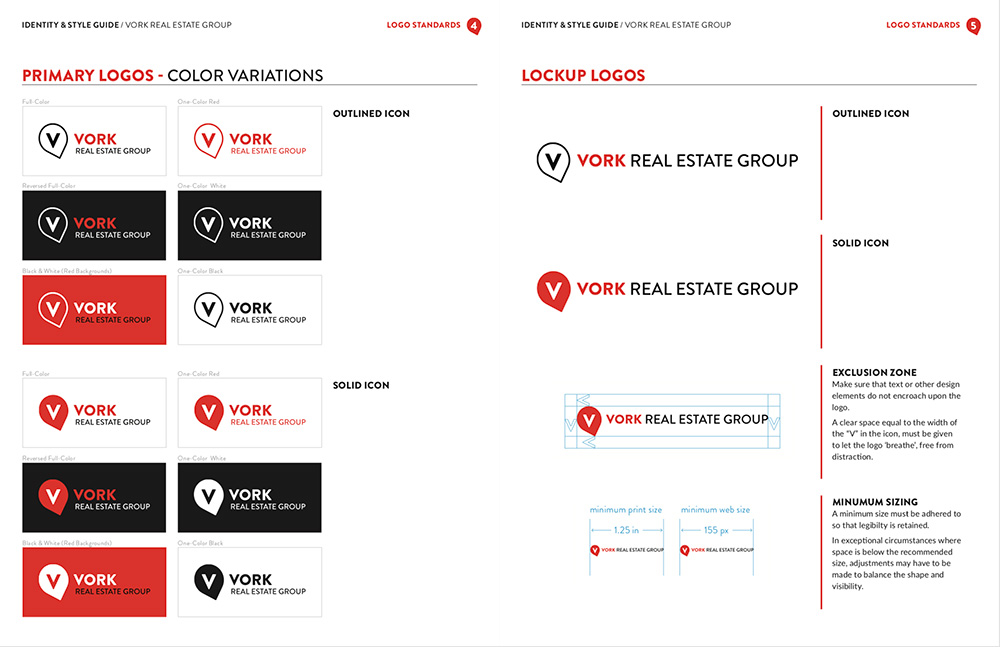 IDENTITY & STYLE GUIDE / VORK REAL ESTATE GROUP
LOGO STANDARDS 4
PRIMARY LOGOS - COLOR VARIATIONS
Full-Color
One-Color Red
OUTLINED ICON
V VORK
REAL ESTATE GROUP
V VORK
REAL ESTATE GROUP
Reversed Full-Color
One-Color White
V VORK
REAL ESTATE GROUP
V VORK
REAL ESTATE GROUP
Black & White (Red Backgrounds)
One-Color Black
V VORK
REAL ESTATE GROUP
V VORK
REAL ESTATE GROUP
Full-Color
One-Color Red
SOLID ICON
V VORK
REAL ESTATE GROUP
V VORK
REAL ESTATE GROUP
Reversed Full-Color
One-Color White
V VORK
REAL ESTATE GROUP
V VORK
REAL ESTATE GROUP
Black & White (Red Backgrounds)
One-Color Black
V VORK
REAL ESTATE GROUP
V VORK
REAL ESTATE GROUP
IDENTITY & STYLE GUIDE / VORK REAL ESTATE GROUP
LOGO STANDARDS 5
LOCKUP LOGOS
OUTLINED ICON
V VORK REAL ESTATE GROUP
SOLID ICON
V VORK REAL ESTATE GROUP
V V VORK REAL ESTATE GROUP V
V
V
EXCLUSION ZONE
Make sure that text or other design
elements do not encroach upon the
logo.
A clear space equal to the width of
the "V" in the icon, must be given
to let the logo 'breathe', free from
distraction.
minimum print size
1.25 in
V VORK REAL ESTATE GROUP
minimum web size
155 px
V VORK REAL ESTATE GROUP
MINUMUM SIZING
A minimum size must be adhered to
so that legibilty is retained.
In exceptional circumstances where
space is below the recommended
size, adjustments may have to be
made to balance the shape and
visibility.